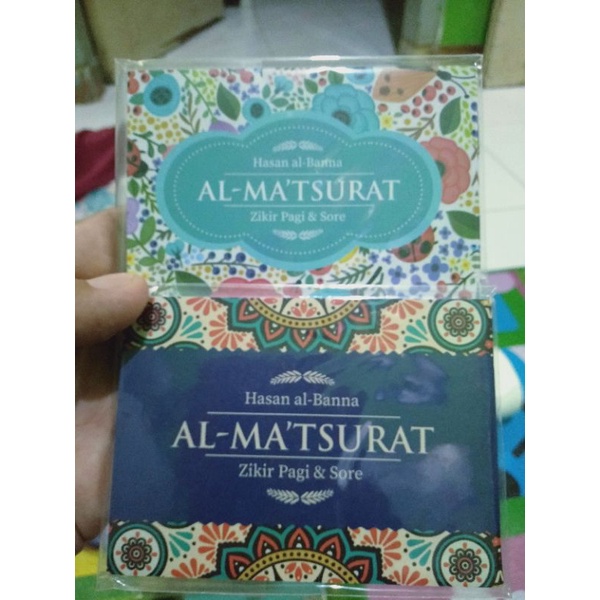 Hasan al-Banna
AL-MA'TSURAT
Zikir Pagi & Sore
Hasan al-Banna
AL-MA'TSURAT
Zikir Pagi & Sore